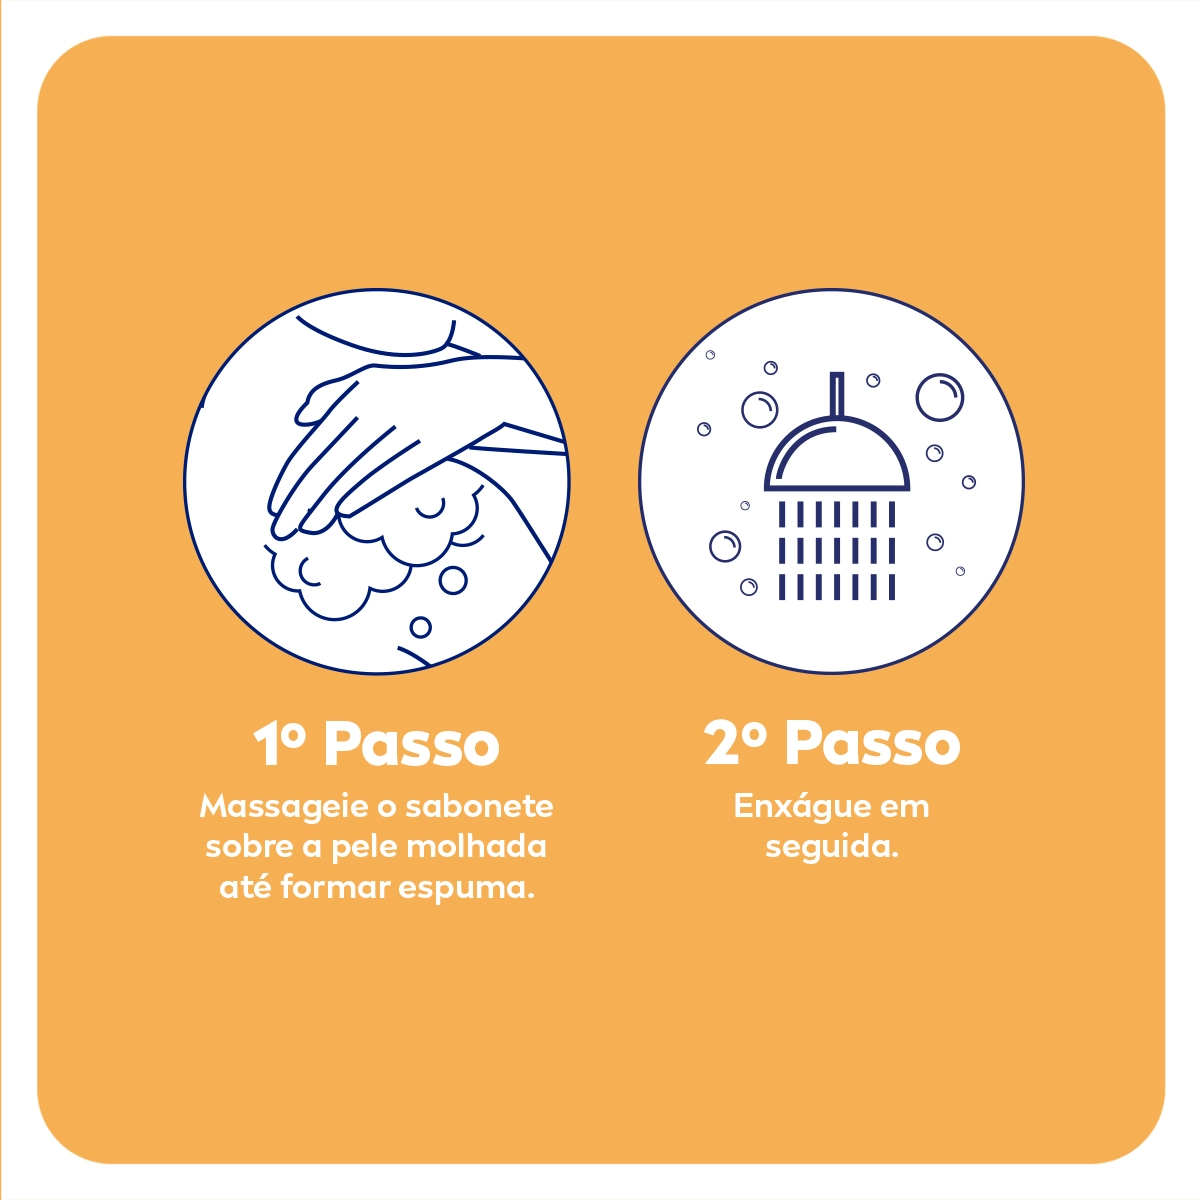 1º Passo
Massageie o sabonete
sobre a pele molhada
até formar espuma.
2º Passo
Enxágue em
seguida.